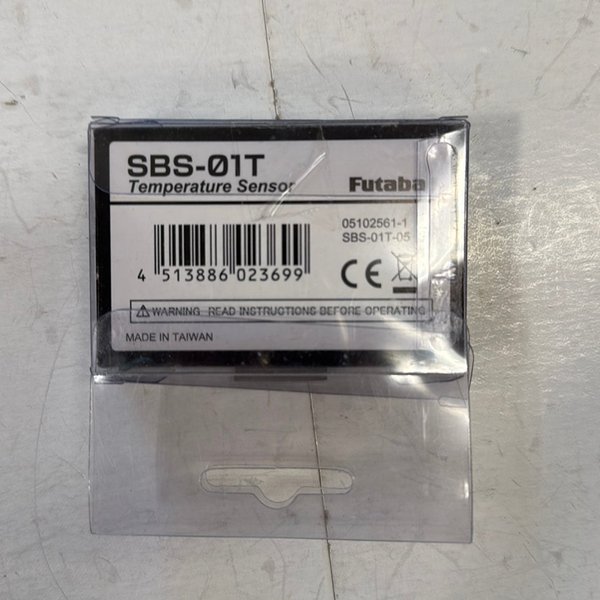 SBS-01T
Temperature Sensor
Futaba
05102561-1
SBS-01T-05
4 513886 023699
CE
WARNING READ INSTRUCTIONS BEFORE OPERATING
MADE IN TAIWAN